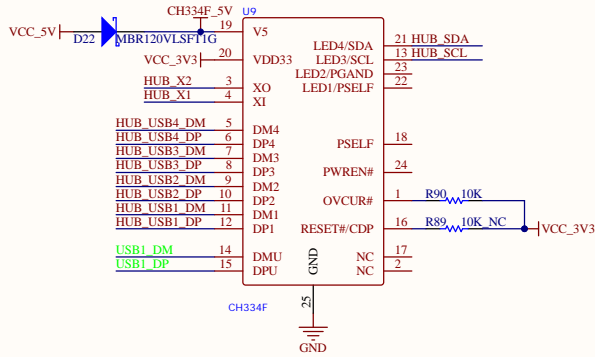 CH334F_5V
U9
VCC_5V
D22
MBR120VLSFT1G
19
V5
VCC_3V3
20
VDD33
HUB_X2
3
XO
HUB_X1
4
XI
HUB_USB4_DM
5
DM4
HUB_USB4_DP
6
DP4
HUB_USB3_DM
7
DM3
HUB_USB3_DP
8
DP3
HUB_USB2_DM
9
DM2
HUB_USB2_DP
10
DP2
HUB_USB1_DM
11
DM1
HUB_USB1_DP
12
DP1
USB1_DM
14
DMU
USB1_DP
15
DPU
LED4/SDA
21
HUB_SDA
LED3/SCL
13
HUB_SCL
LED2/PGAND
23
LED1/PSELF
22
PSELF
18
PWREN#
24
OVCUR#
1
R90
10K
RESET#/CDP
16
R89
10K_NC
VCC_3V3
NC
17
NC
2
GND
25
CH334F
GND